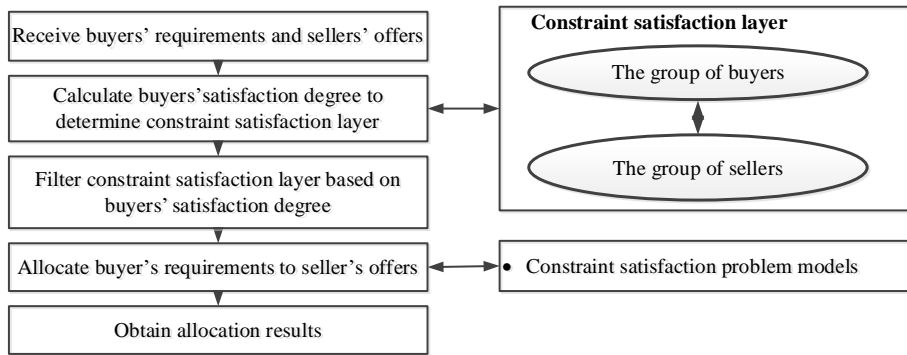 Receive buyers’ requirements and sellers’ offers
Calculate buyers’satisfaction degree to
determine constraint satisfaction layer
Filter constraint satisfaction layer based on
buyers’ satisfaction degree
Allocate buyer’s requirements to seller’s offers
Obtain allocation results
Constraint satisfaction layer
The group of buyers
The group of sellers
• Constraint satisfaction problem models